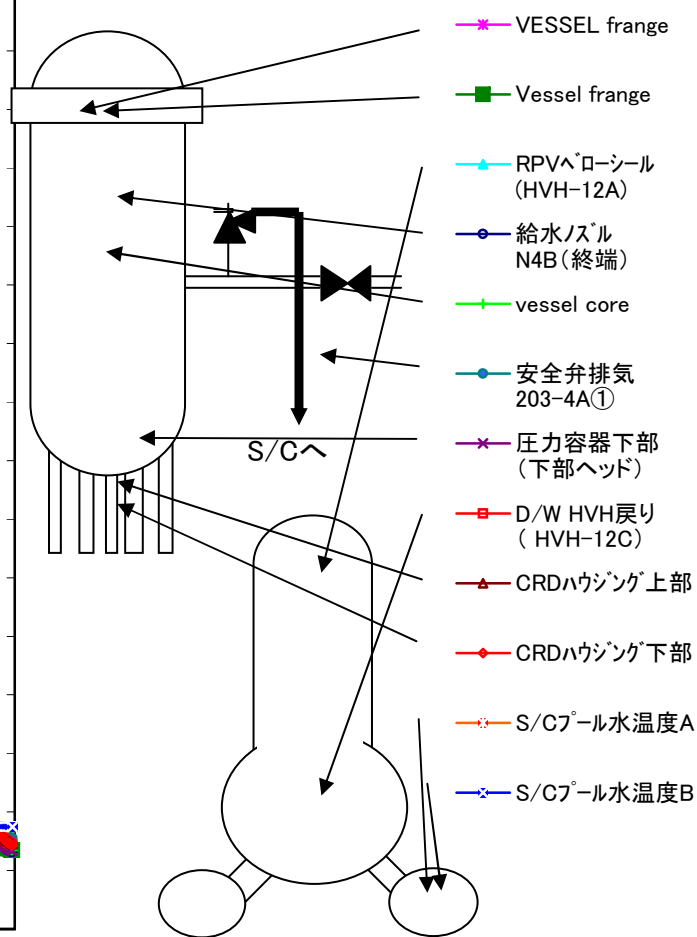 VESSEL frange
Vessel frange
RPVベローシール
(HVH-12A)
給水ノズル
N4B(終端)
vessel core
安全弁排気
203-4A①
圧力容器下部
(下部ヘッド)
D/W HVH戻り
( HVH-12C)
CRDハウジング上部
CRDハウジング下部
S/Cプール水温度A
S/Cプール水温度B
S/Cへ